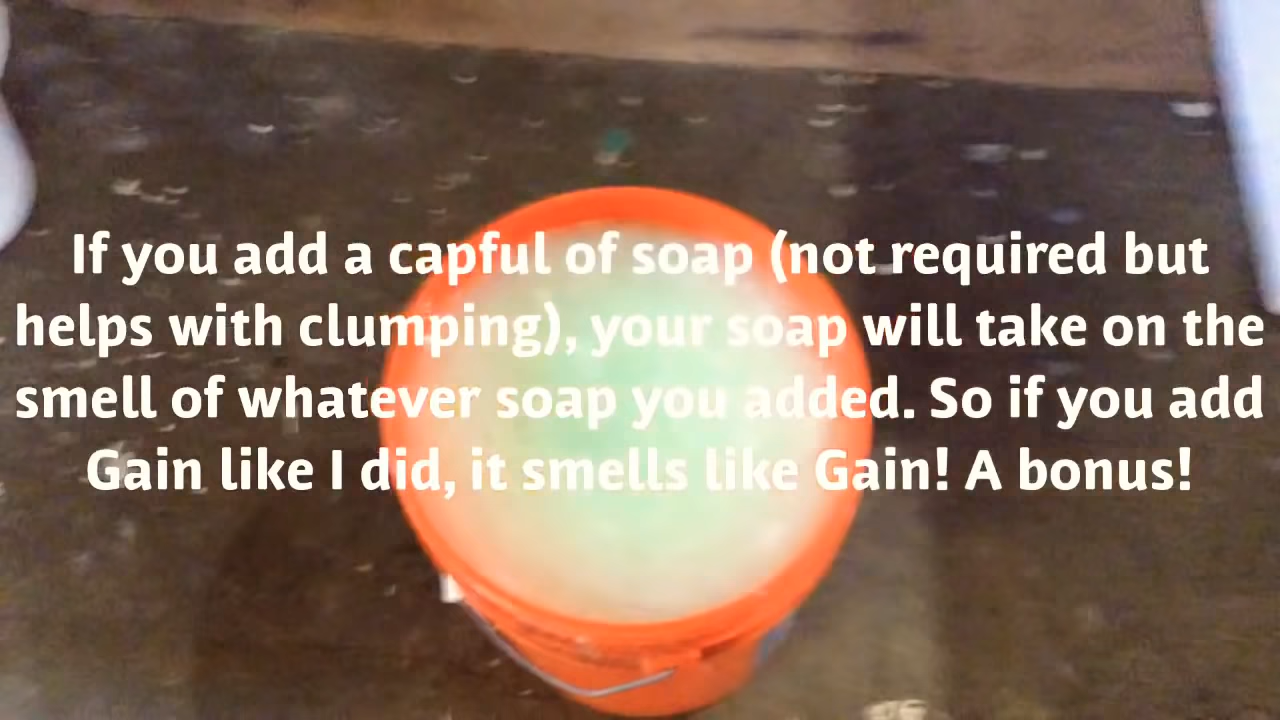 If you add a capful of soap (not required but
helps with clumping), your soap will take on the
smell of whatever soap you added. So if you add
Gain like I did, it smells like Gain! A bonus!